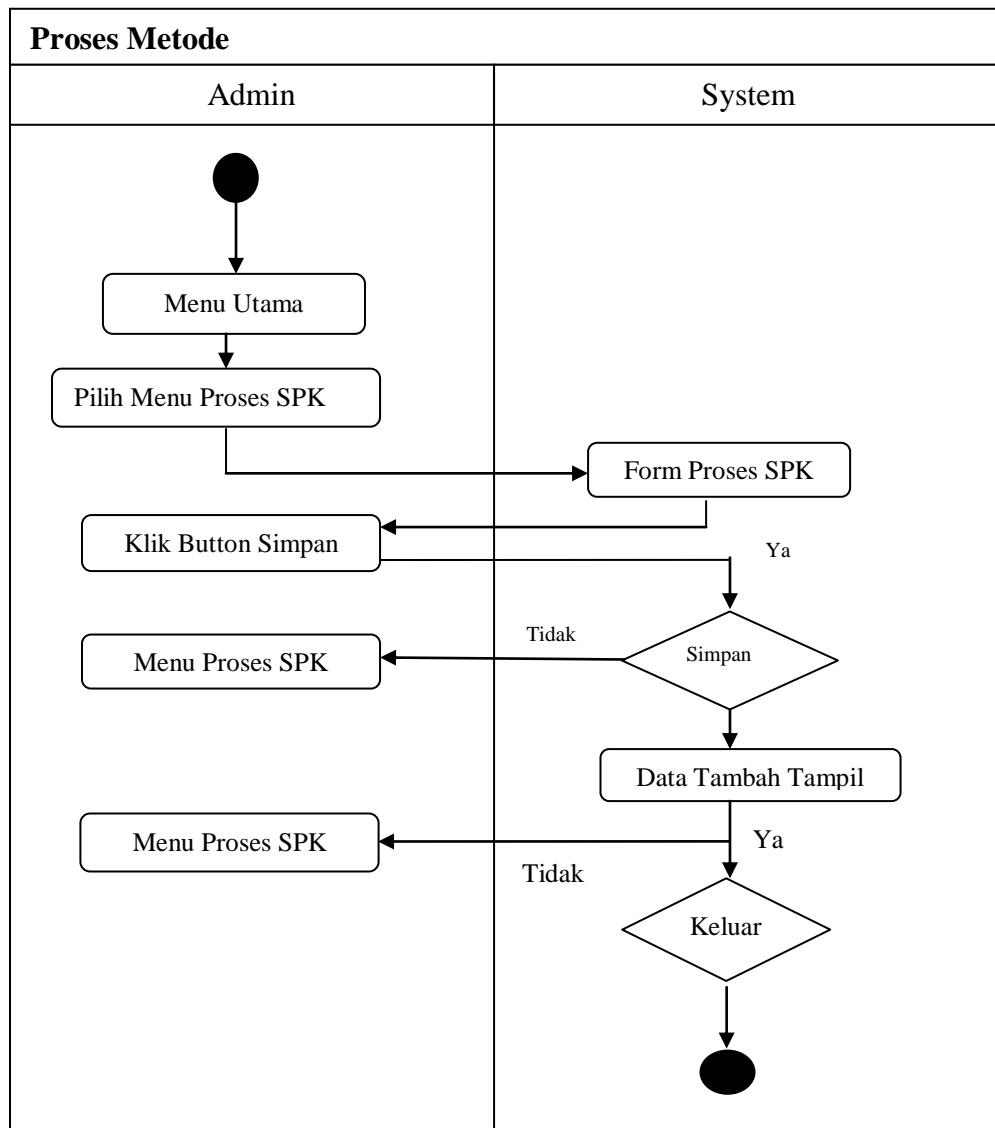 Proses Metode
Admin
System
Menu Utama
Pilih Menu Proses SPK
Form Proses SPK
Klik Button Simpan
Ya
Tidak
Menu Proses SPK
Simpan
Data Tambah Tampil
Menu Proses SPK
Ya
Tidak
Keluar